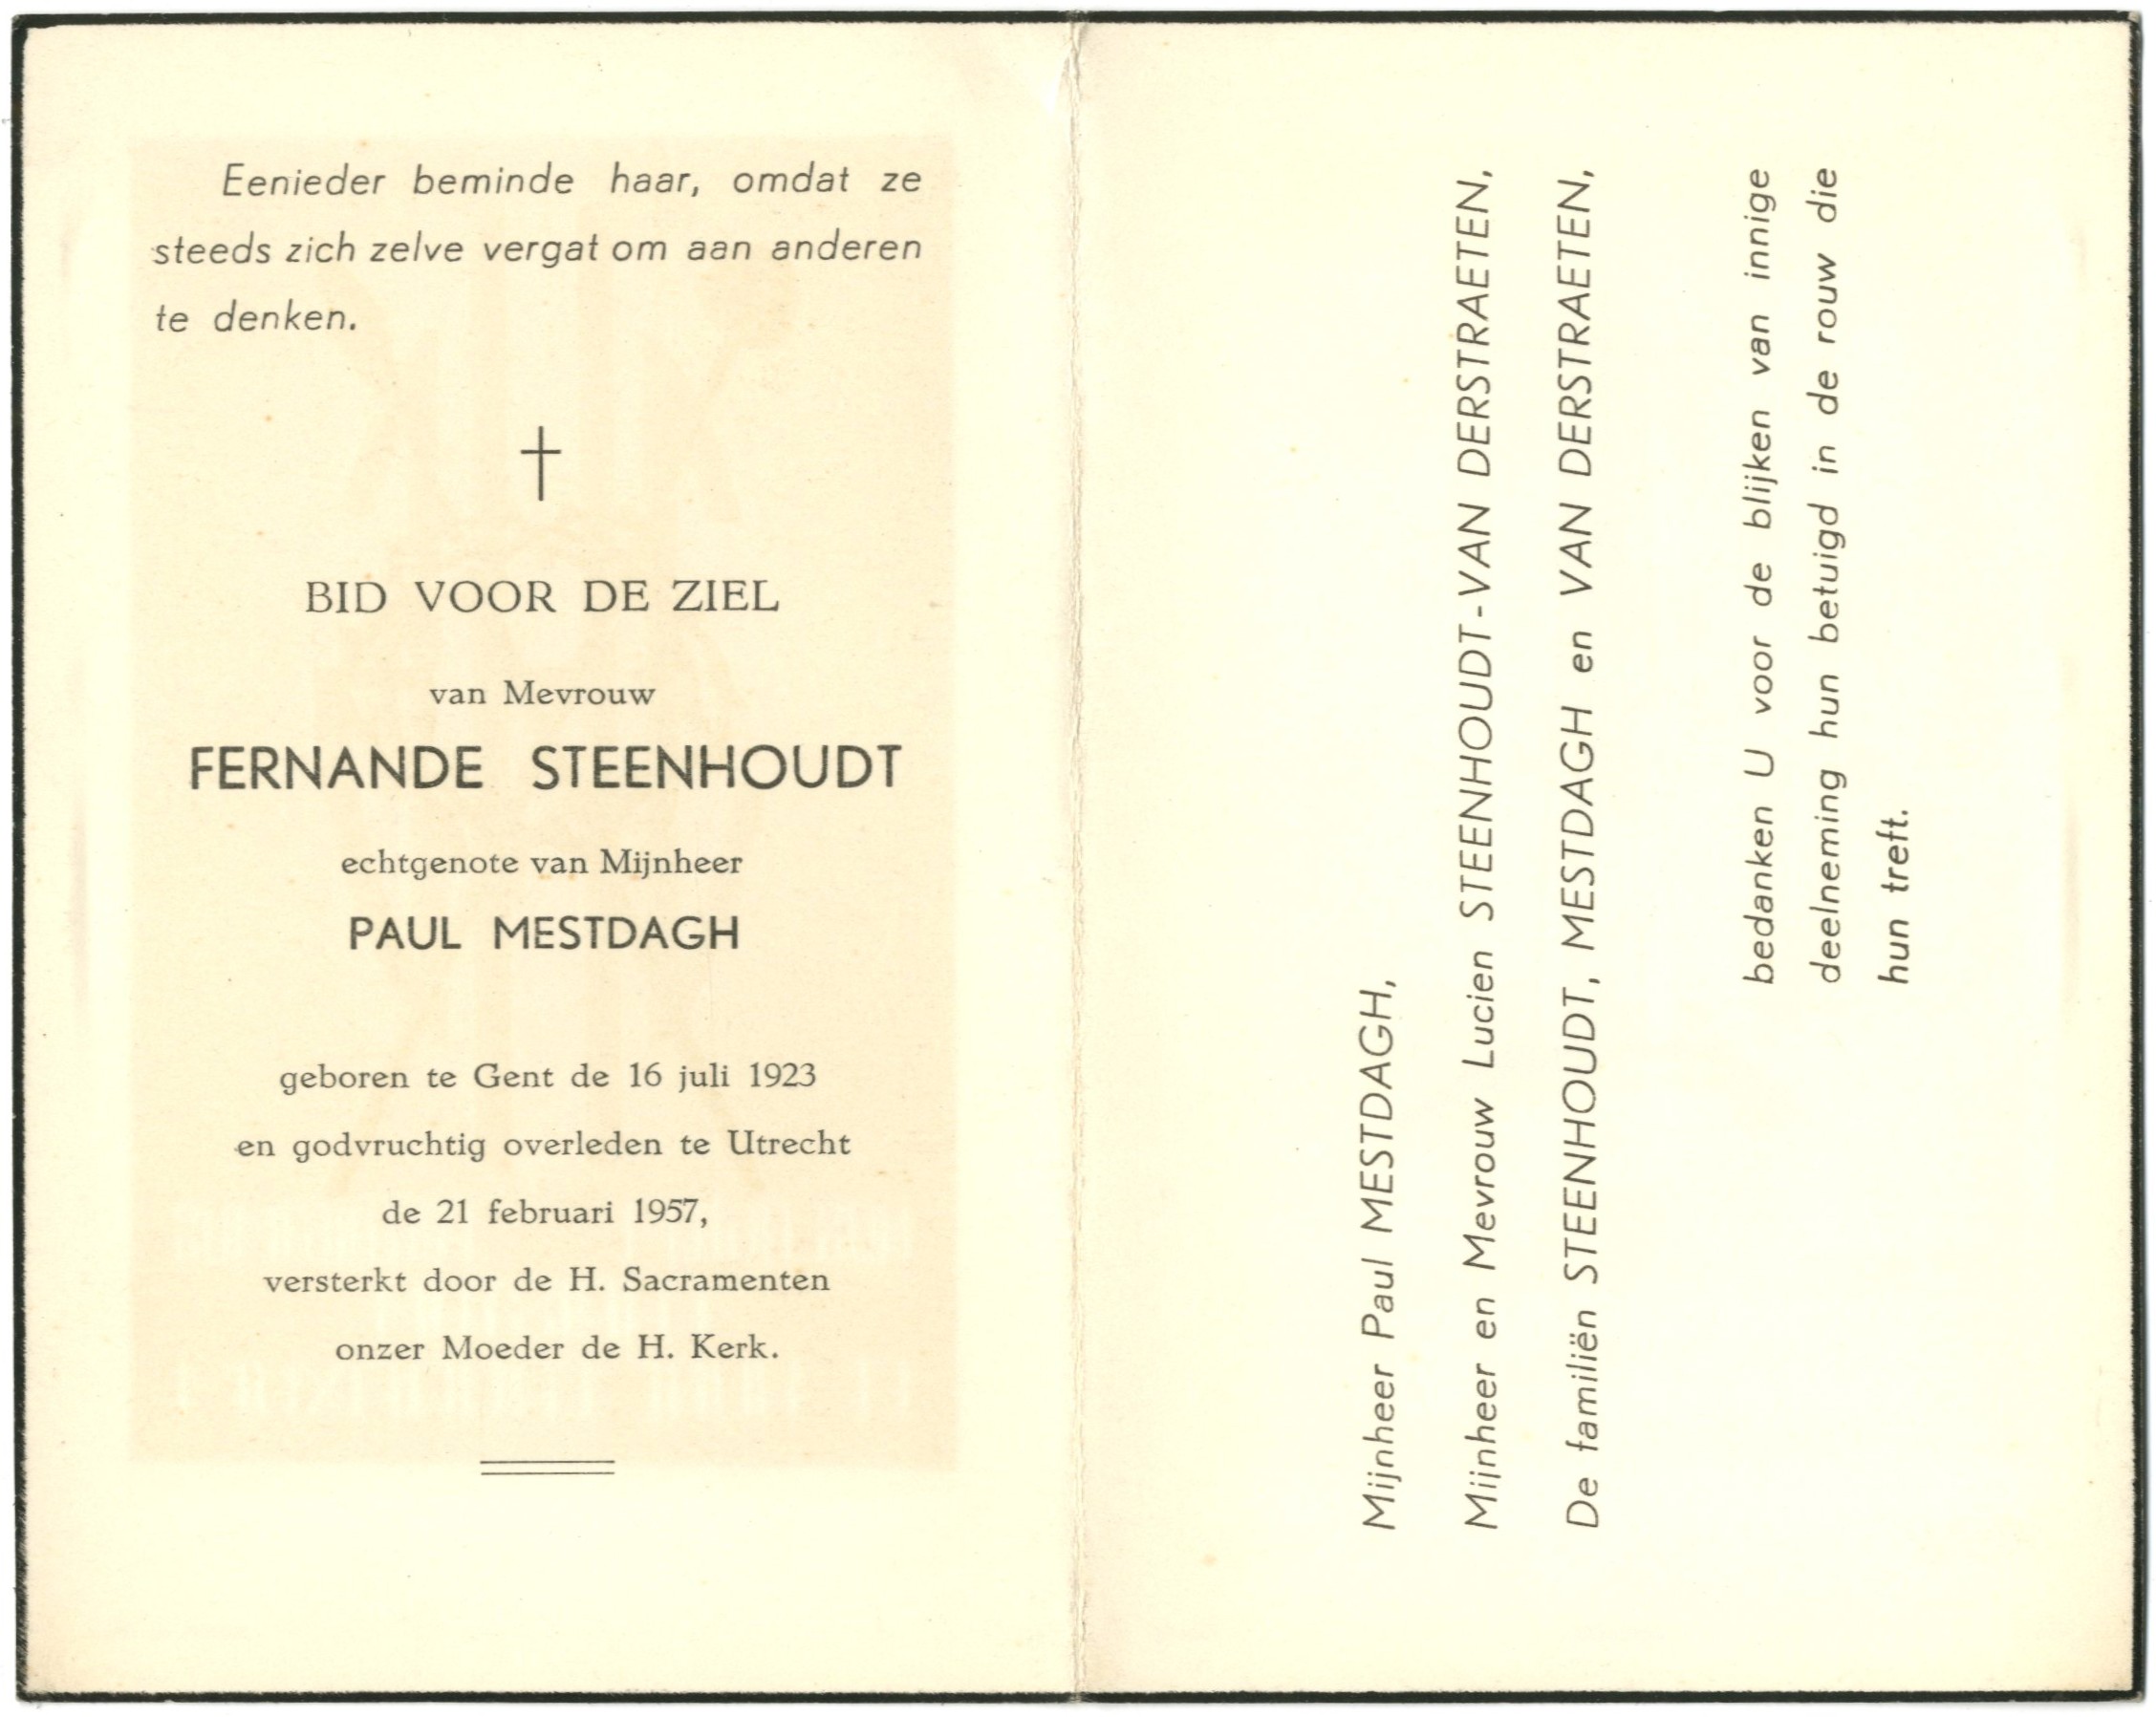 Eenieder beminde haar, omdat ze
steeds zich zelve vergat om aan anderen
te denken.
BID VOOR DE ZIEL
van Mevrouw
FERNANDE STEENHOUDT
echtgenote van Mijnheer
PAUL MESTDAGH
geboren te Gent de 16 juli 1923
en godvruchtig overleden te Utrecht
de 21 februari 1957,
versterkt door de H. Sacramenten
onzer Moeder de H. Kerk.
Mijnheer Paul MESTDAGH,
Mijnheer en Mevrouw Lucien STEENHOUDT-VAN DERSTRAETEN,
De familiën STEENHOUDT, MESTDAGH en VAN DERSTRAETEN,
bedanken U voor de blijken van innige
deelneming hun betuigd in de rouw die
hun treft.